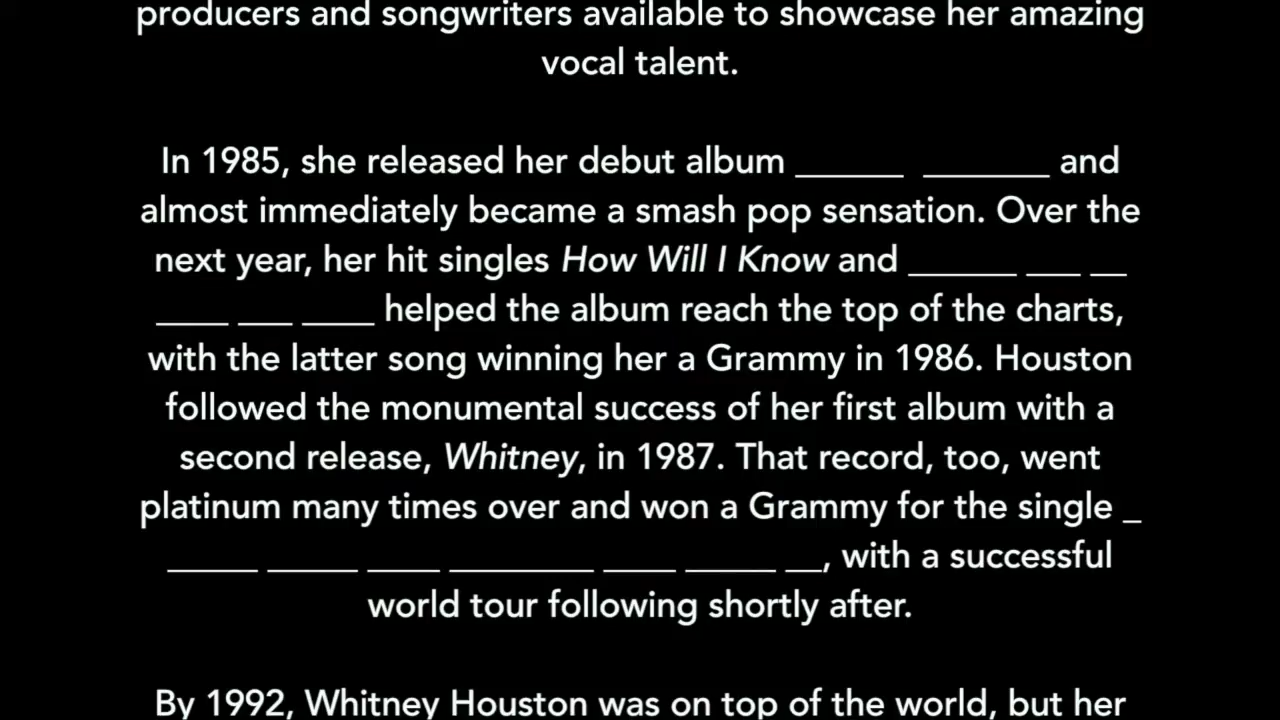 producers and songwriters available to showcase her amazing
vocal talent.
In 1985, she released her debut album ______ _______ and
almost immediately became a smash pop sensation. Over the
next year, her hit singles How Will I Know and ______ ___ __
____ ___ ____ helped the album reach the top of the charts,
with the latter song winning her a Grammy in 1986. Houston
followed the monumental success of her first album with a
second release, Whitney, in 1987. That record, too, went
platinum many times over and won a Grammy for the single _
_____ _____ ____ ________ ____ _____ __, with a successful
world tour following shortly after.
By 1992, Whitney Houston was on top of the world, but her